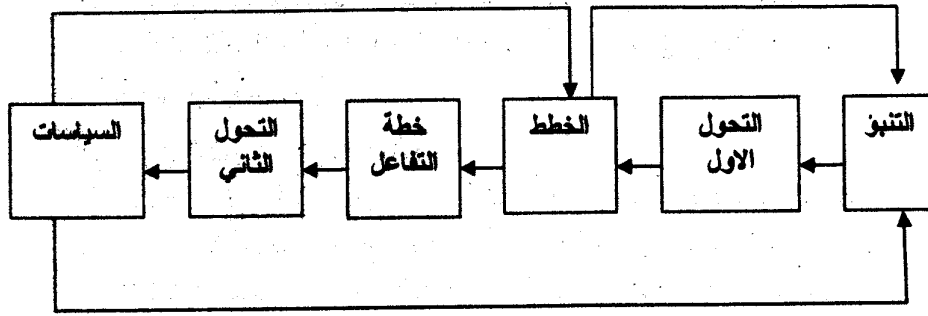 التنبؤ
التحول
الاول
الخطط
خطة
التفاعل
التحول
الثاني
السياسات